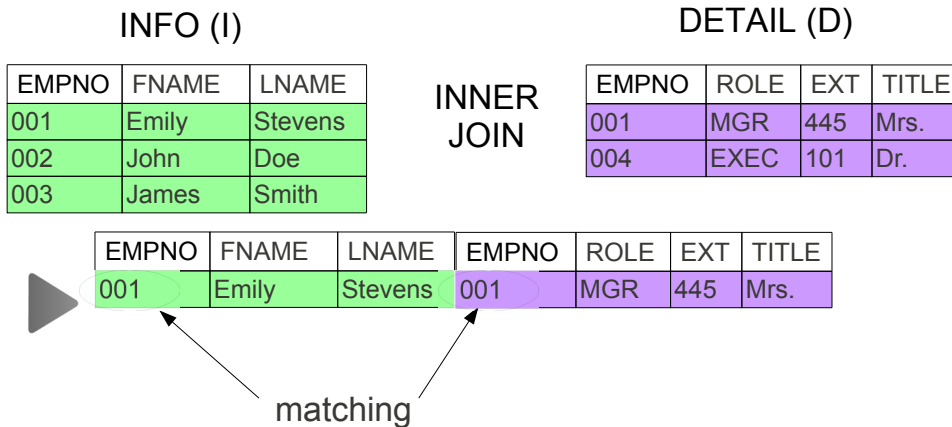 INFO (I)
EMPNO FNAME LNAME
001 Emily Stevens
002 John Doe
003 James Smith
INNER
JOIN
DETAIL (D)
EMPNO ROLE EXT TITLE
001 MGR 445 Mrs.
004 EXEC 101 Dr.
EMPNO FNAME LNAME EMPNO ROLE EXT TITLE
001 Emily Stevens 001 MGR 445 Mrs.
matching